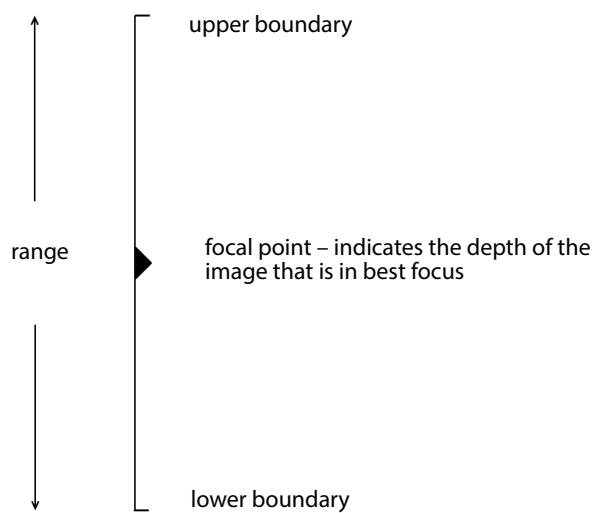 upper boundary
range
focal point – indicates the depth of the
image that is in best focus
lower boundary